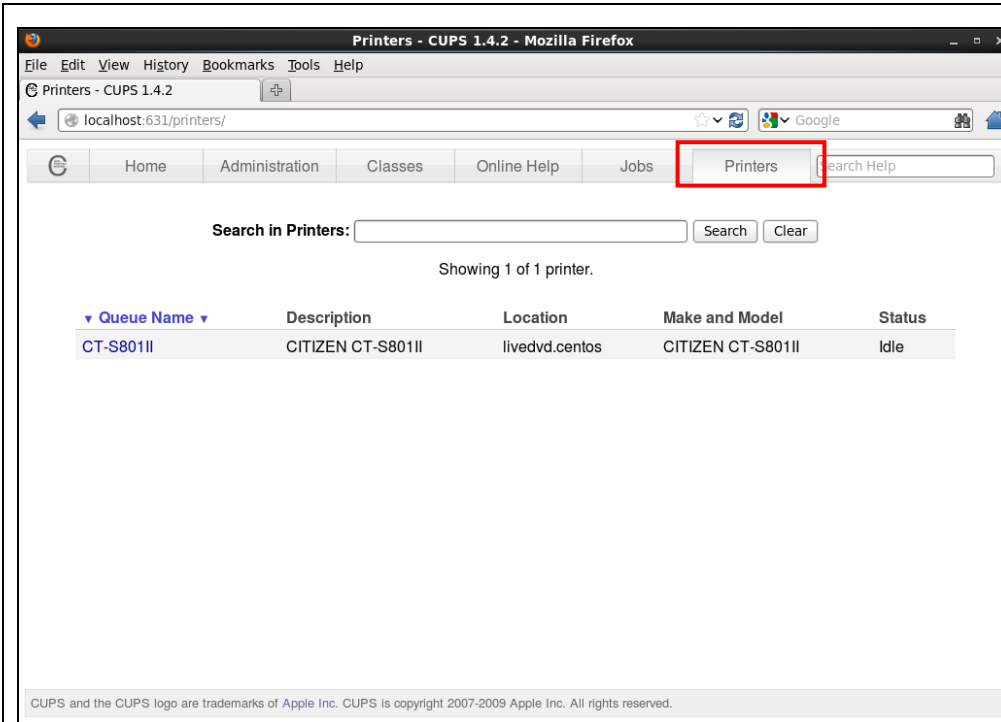 Printers - CUPS 1.4.2 - Mozilla Firefox
File Edit View History Bookmarks Tools Help
Printers - CUPS 1.4.2
localhost:631/printers/ Google
Home Administration Classes Online Help Jobs Printers Search Help
Search in Printers: Search Clear
Showing 1 of 1 printer.
▼ Queue Name ▼ Description Location Make and Model Status
CT-S801II CITIZEN CT-S801II livedvd.centos CITIZEN CT-S801II Idle
CUPS and the CUPS logo are trademarks of Apple Inc. CUPS is copyright 2007-2009 Apple Inc. All rights reserved.